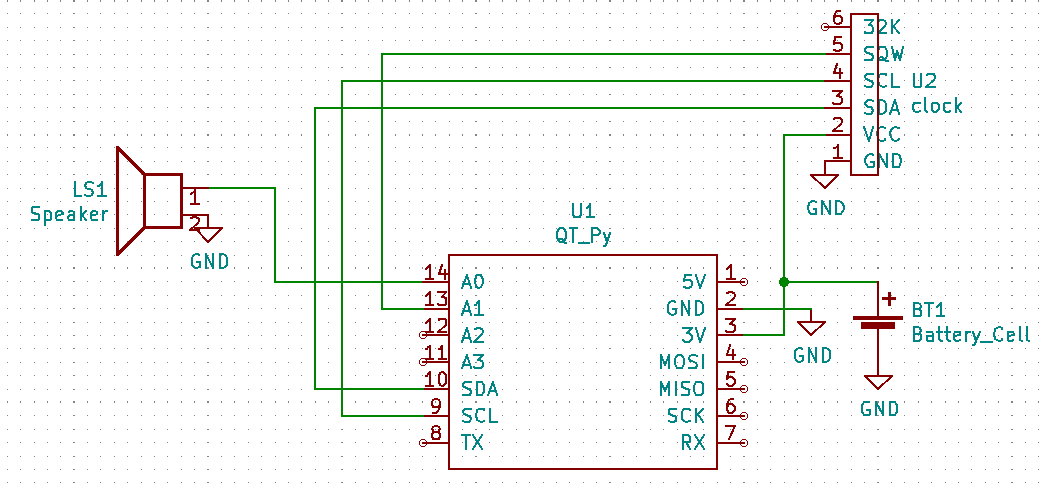 6 32K
5 SQW
4 SCL U2
3 SDA clock
2 VCC
1 GND
GND
LS1 1
Speaker 2
GND
U1
QT_Py
14 A0 5V 1
13 A1 GND 2
12 A2 3V 3
11 A3 MOSI 4
10 SDA MISO 5
9 SCL SCK 6
8 TX RX 7
GND
+ BT1
Battery_Cell
GND